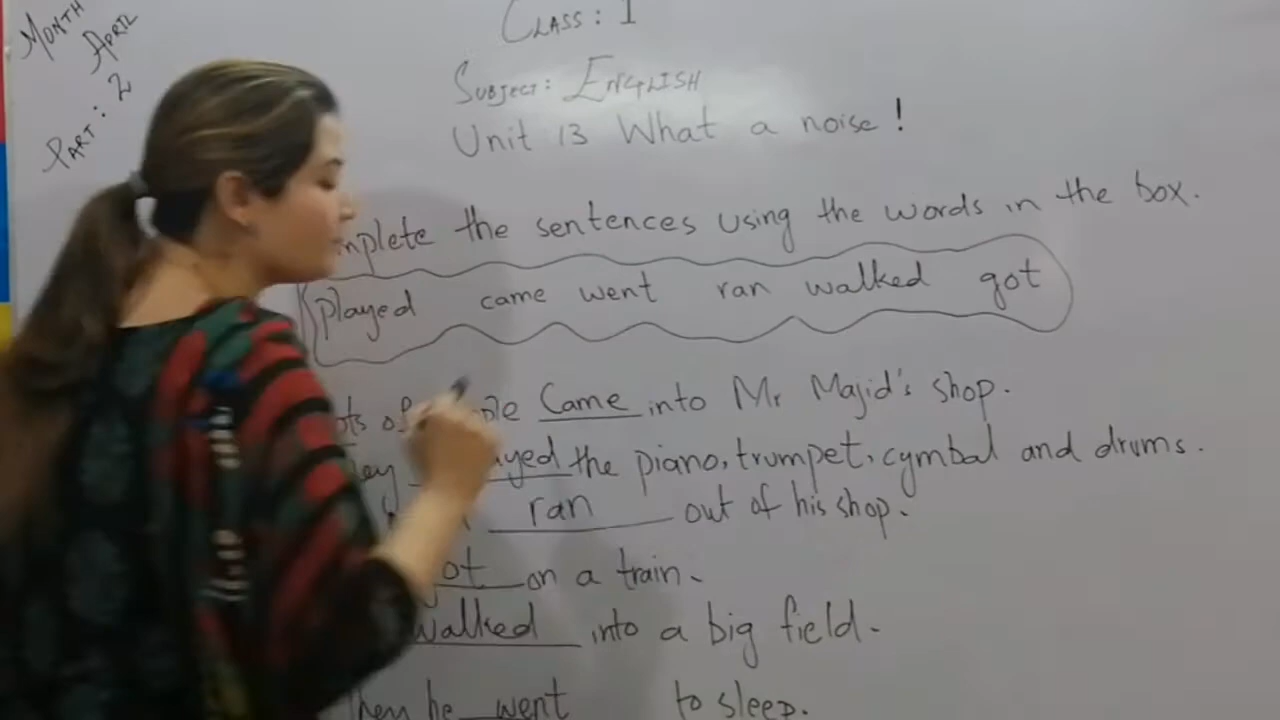 MONTH
APRIL
PART: 2
CLASS: 1
SUBJECT: ENGLISH
Unit 13 What a noise!
mplete the sentences using the words in the box.
played came went ran walked got
ots of ple Came into Mr Majid's shop.
ey ayed the piano, trumpet, cymbal and drums.
ran out of his shop.
ot on a train.
walked into a big field.
hen he went to sleep.